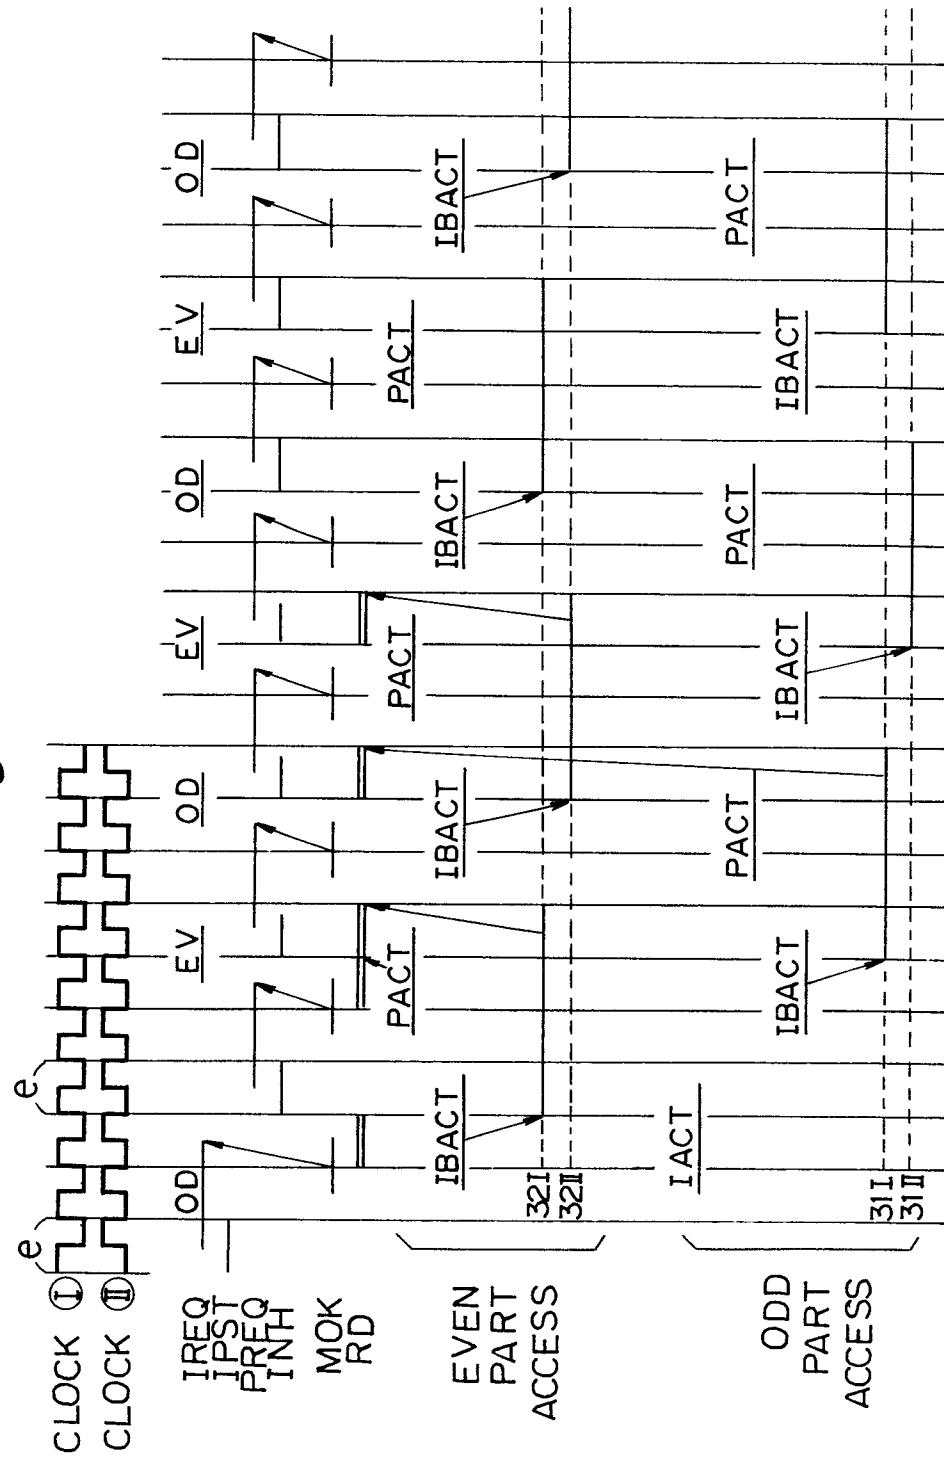 CLOCK Ⅰ
CLOCK Ⅱ
e
e
IREQ
IPST
PREQ
INH
MOK
RD
OD
EV
OD
EV
OD
EV
OD
EVEN
PART
ACCESS
IBACT
PACT
IBACT
PACT
IBACT
PACT
IBACT
32Ⅰ
32Ⅱ
ODD
PART
ACCESS
IACT
IBACT
PACT
IBACT
PACT
IBACT
PACT
31Ⅰ
31Ⅱ